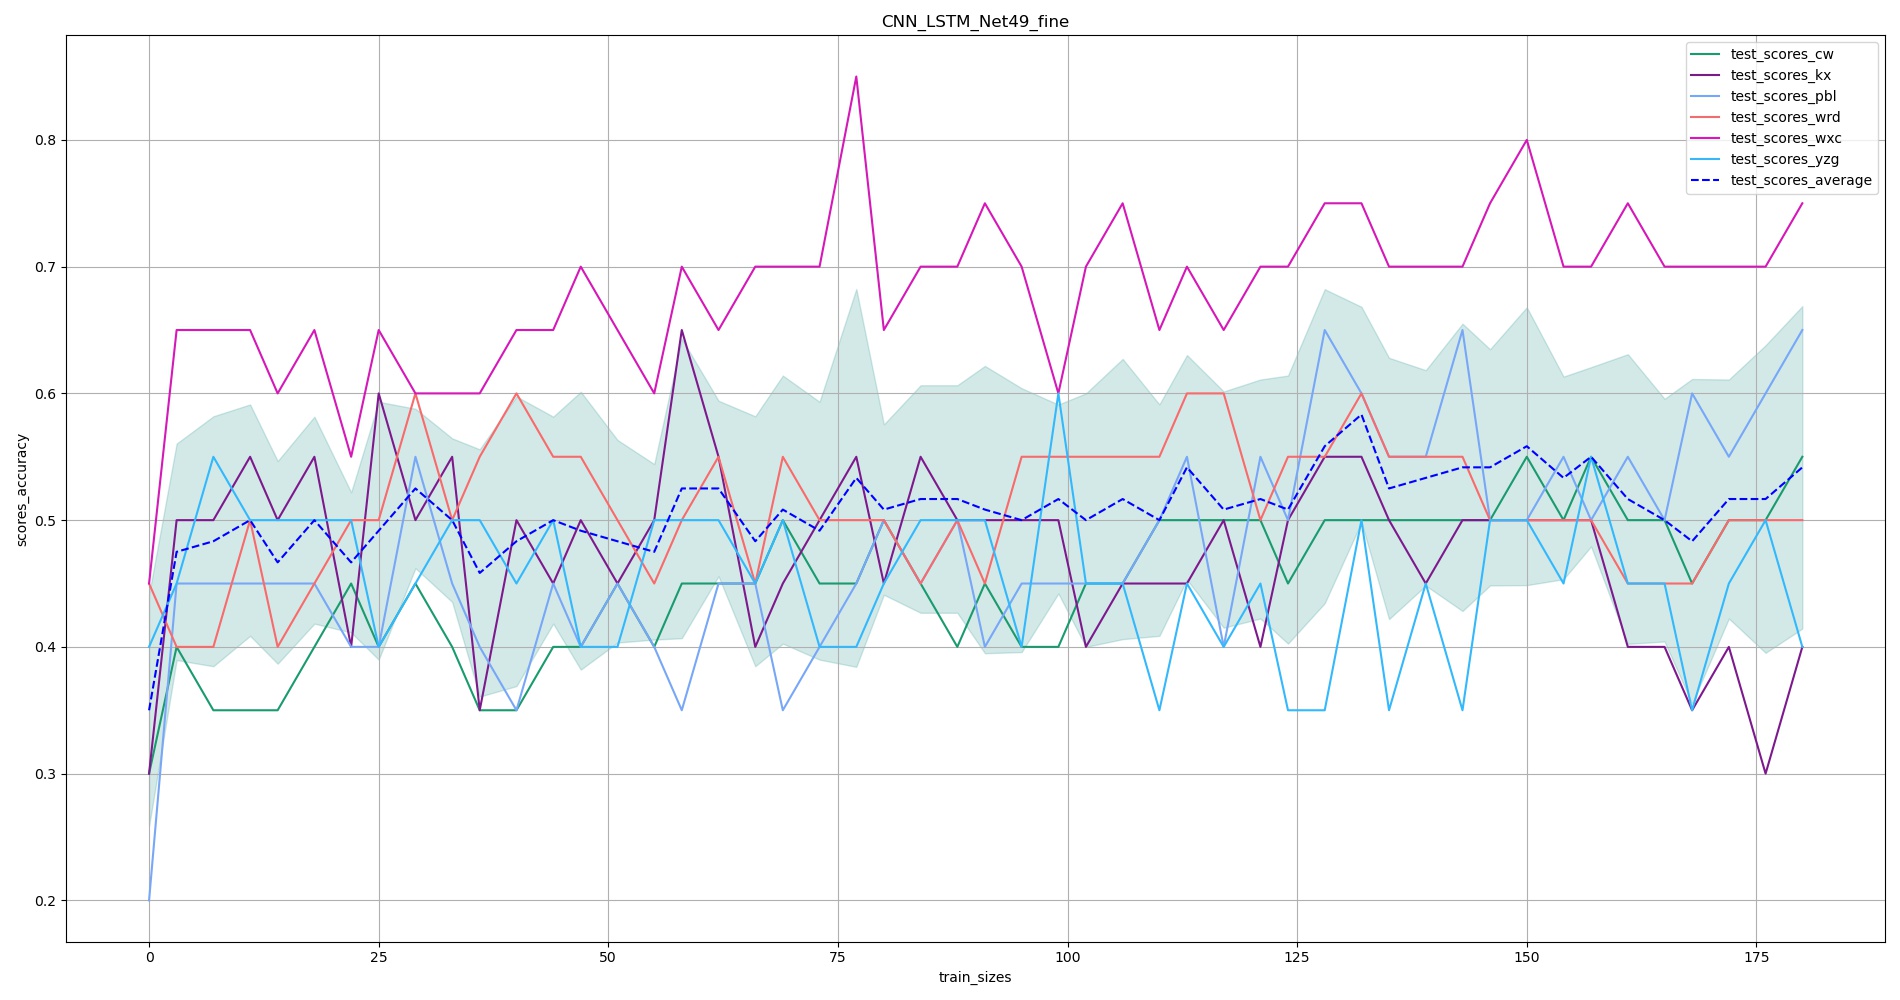 CNN_LSTM_Net49_fine
test_scores_cw
test_scores_kx
test_scores_pbl
test_scores_wrd
test_scores_wxc
test_scores_yzg
test_scores_average
scores_accuracy
0.8
0.7
0.6
0.5
0.4
0.3
0.2
0 25 50 75 100 125 150 175
train_sizes